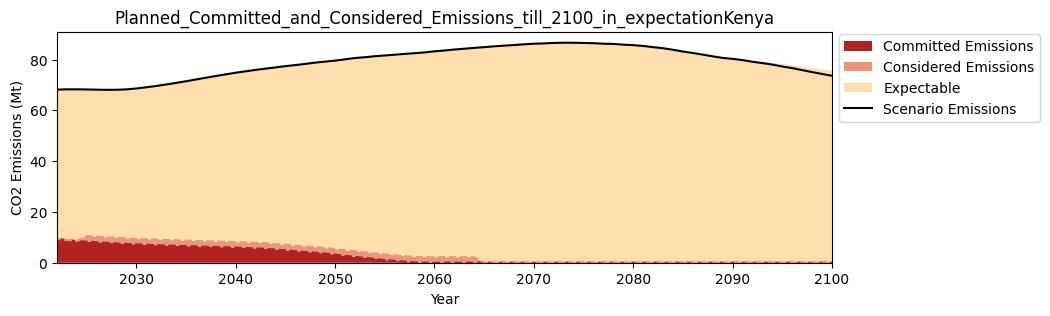 Planned_Committed_and_Considered_Emissions_till_2100_in_expectationKenya
CO2 Emissions (Mt)
80
60
40
20
0
2030 2040 2050 2060 2070 2080 2090 2100
Year
Committed Emissions
Considered Emissions
Expectable
Scenario Emissions